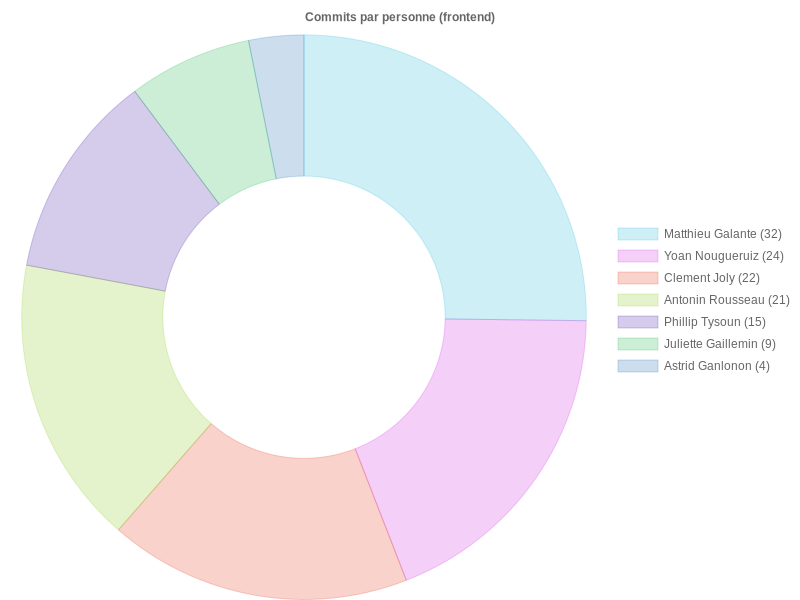 Commits par personne (frontend)
Matthieu Galante (32)
Yoan Nougueruiz (24)
Clement Joly (22)
Antonin Rousseau (21)
Phillip Tysoun (15)
Juliette Gaillemin (9)
Astrid Ganlonon (4)